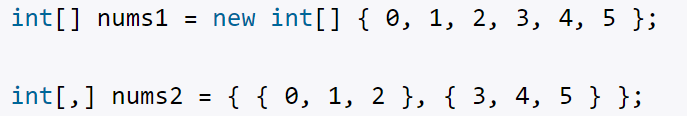 int[] nums1 = new int[] { 0, 1, 2, 3, 4, 5 };
int[,] nums2 = { { 0, 1, 2 }, { 3, 4, 5 } };